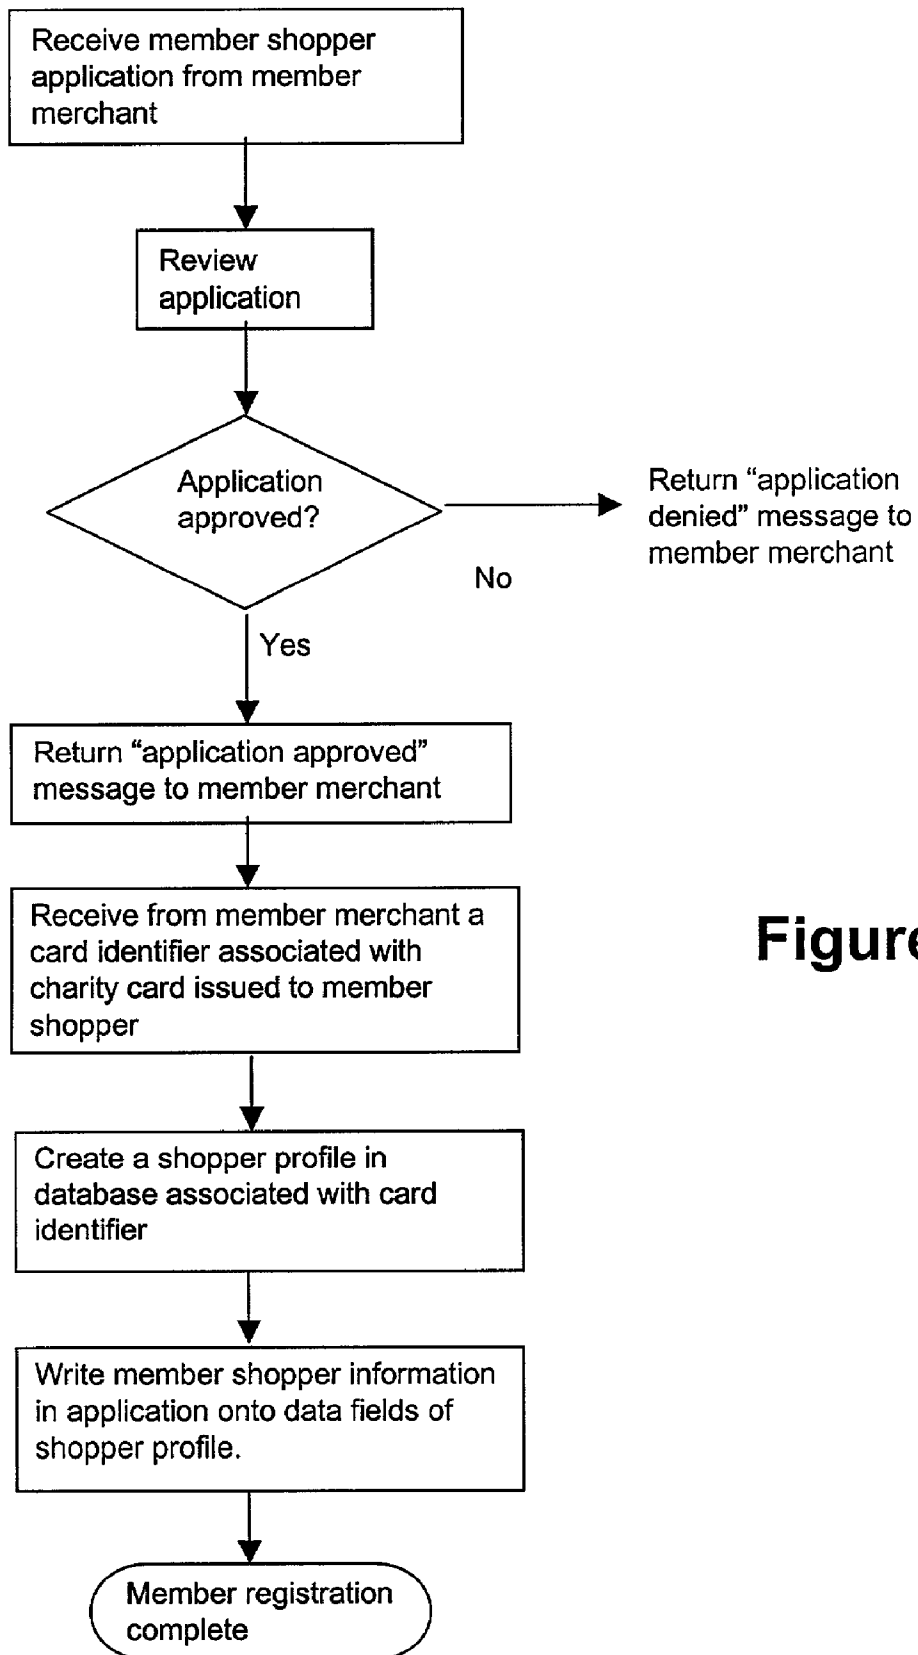 Receive member shopper
application from member
merchant
Review
application
Application
approved?
Return “application
denied” message to
member merchant
No
Yes
Return “application approved”
message to member merchant
Receive from member merchant a
card identifier associated with
charity card issued to member
shopper
Figure
Create a shopper profile in
database associated with card
identifier
Write member shopper information
in application onto data fields of
shopper profile.
Member registration
complete